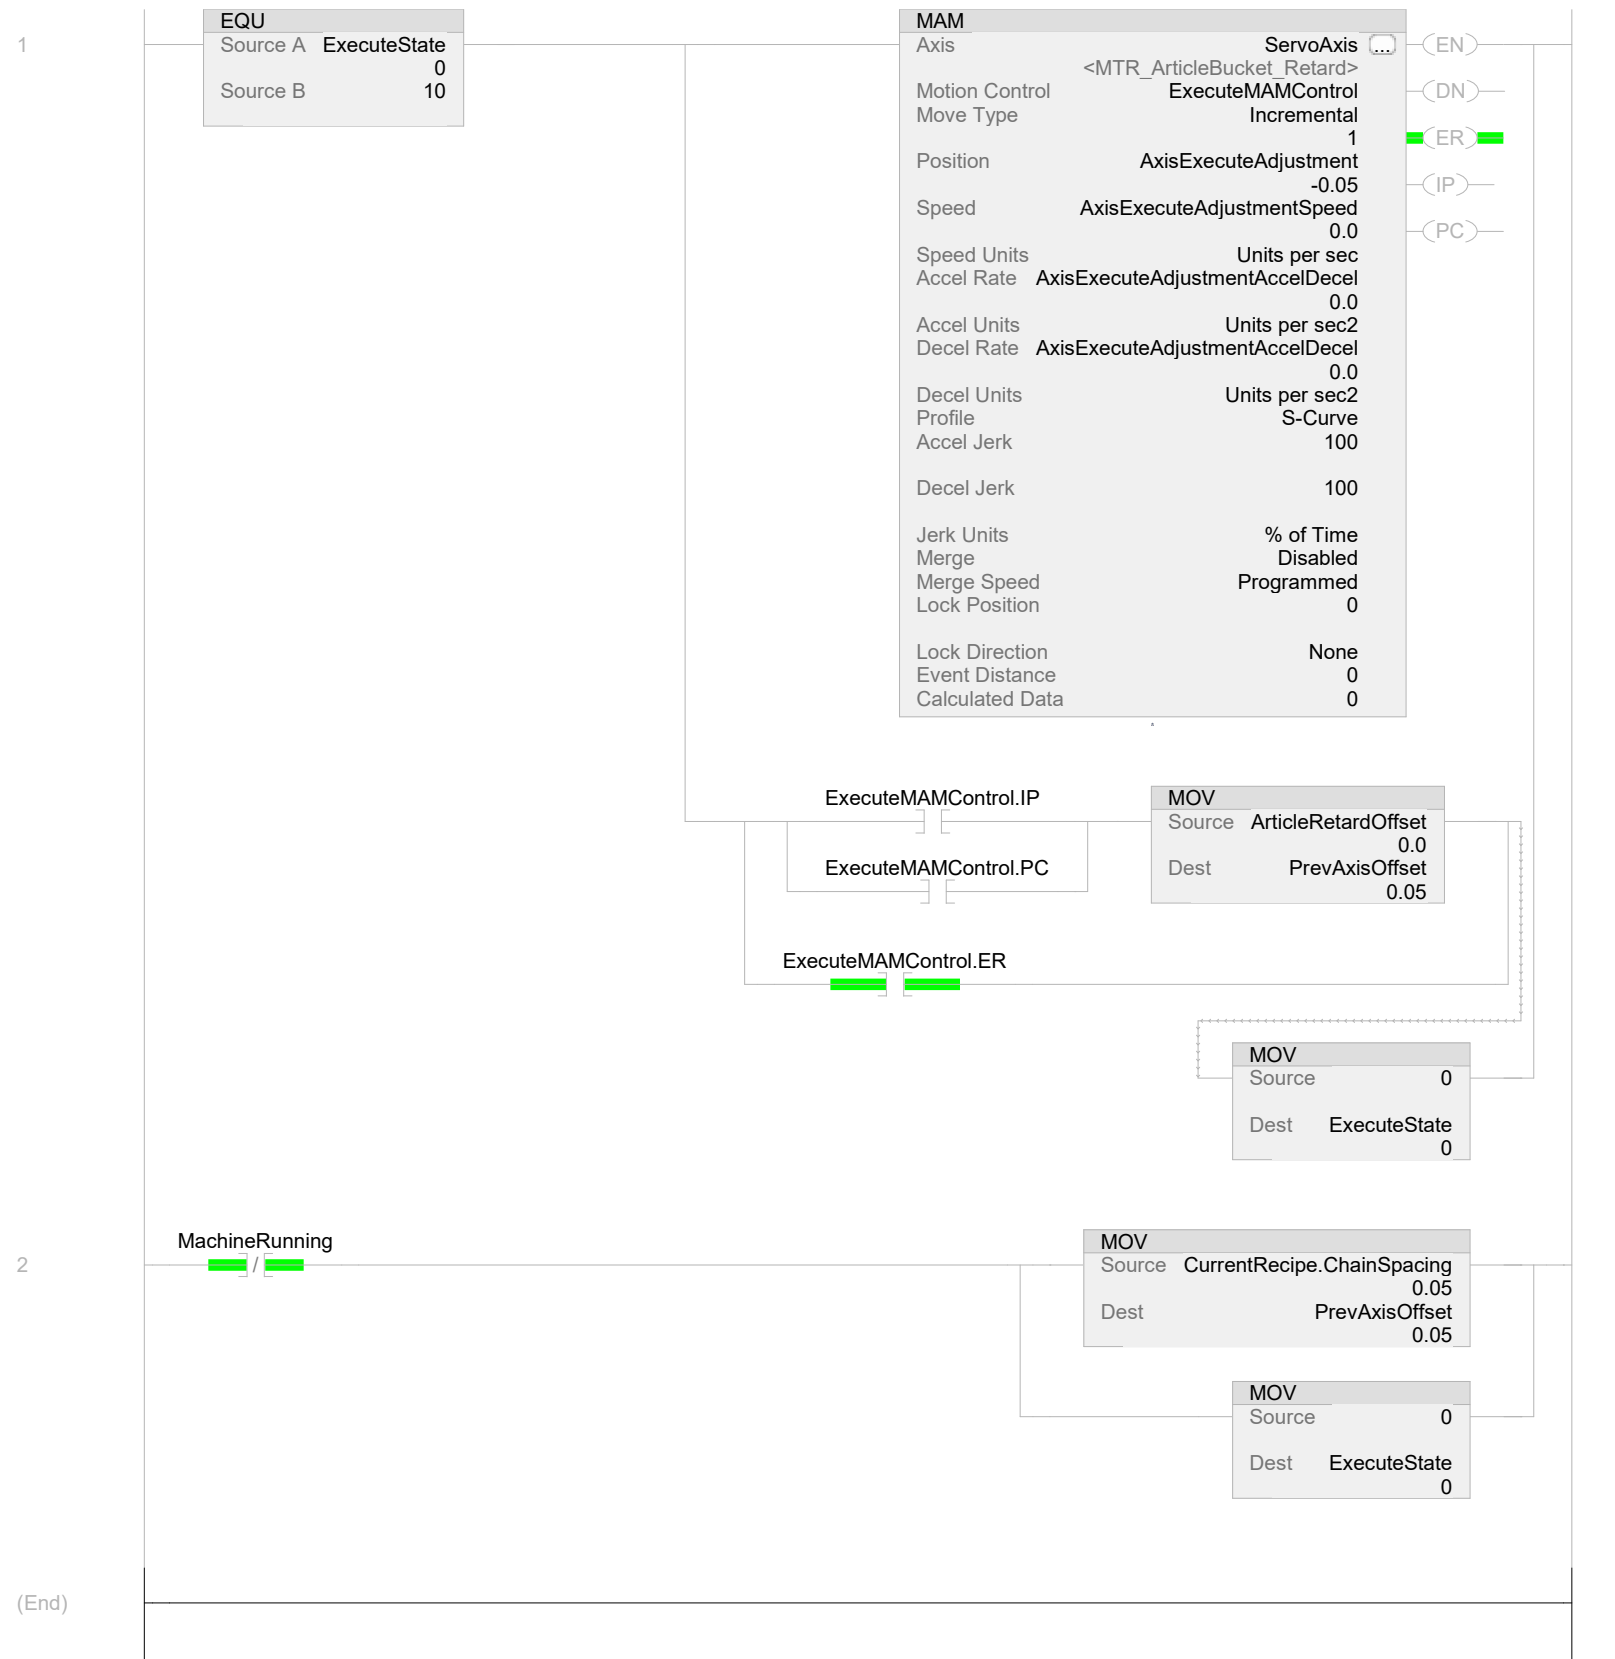 EQU
1
Source A ExecuteState
0
Source B 10
MAM
Axis ServoAxis ...
<MTR_ArticleBucket_Retard>
Motion Control ExecuteMAMControl
Move Type Incremental
1
Position AxisExecuteAdjustment
-0.05
Speed AxisExecuteAdjustmentSpeed
0.0
Speed Units Units per sec
Accel Rate AxisExecuteAdjustmentAccelDecel
0.0
Accel Units Units per sec2
Decel Rate AxisExecuteAdjustmentAccelDecel
0.0
Decel Units Units per sec2
Profile S-Curve
Accel Jerk 100
Decel Jerk 100
Jerk Units % of Time
Merge Disabled
Merge Speed Programmed
Lock Position 0
Lock Direction None
Event Distance 0
Calculated Data 0
EN
DN
ER
IP
PC
ExecuteMAMControl.IP
ExecuteMAMControl.PC
MOV
Source ArticleRetardOffset
0.0
Dest PrevAxisOffset
0.05
ExecuteMAMControl.ER
MOV
Source 0
Dest ExecuteState
0
MachineRunning
2
/
MOV
Source CurrentRecipe.ChainSpacing
0.05
Dest PrevAxisOffset
0.05
MOV
Source 0
Dest ExecuteState
0
(End)